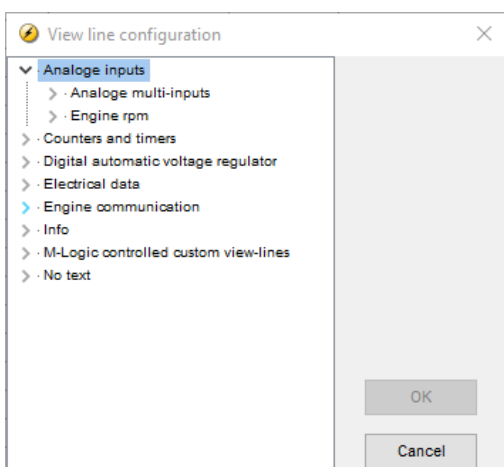 View line configuration
Analoge inputs
Analoge multi-inputs
Engine rpm
Counters and timers
Digital automatic voltage regulator
Electrical data
Engine communication
Info
M-Logic controlled custom view-lines
No text
OK
Cancel